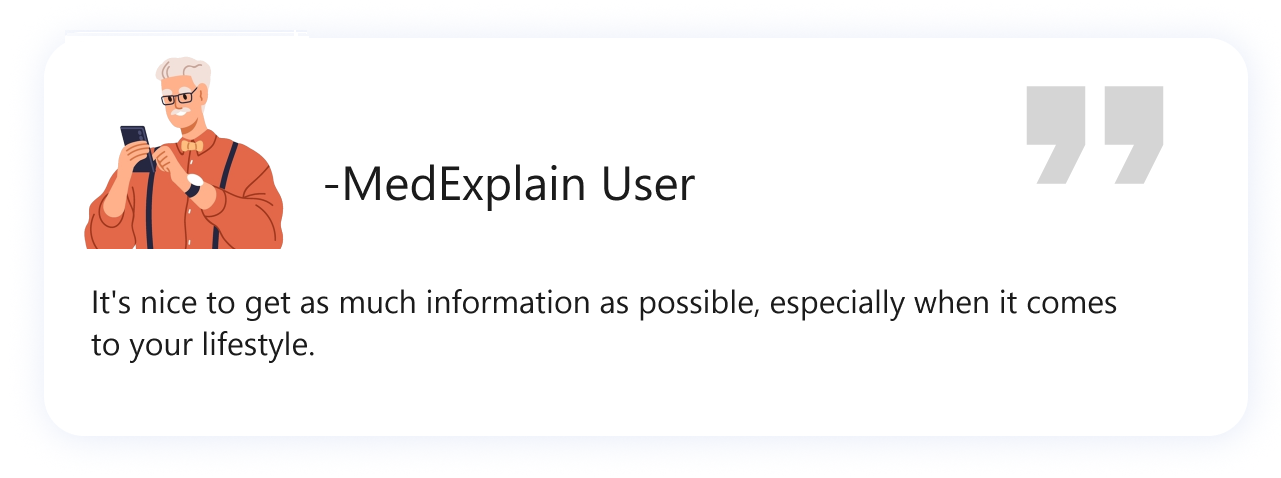 -MedExplain User
It's nice to get as much information as possible, especially when it comes
to your lifestyle.